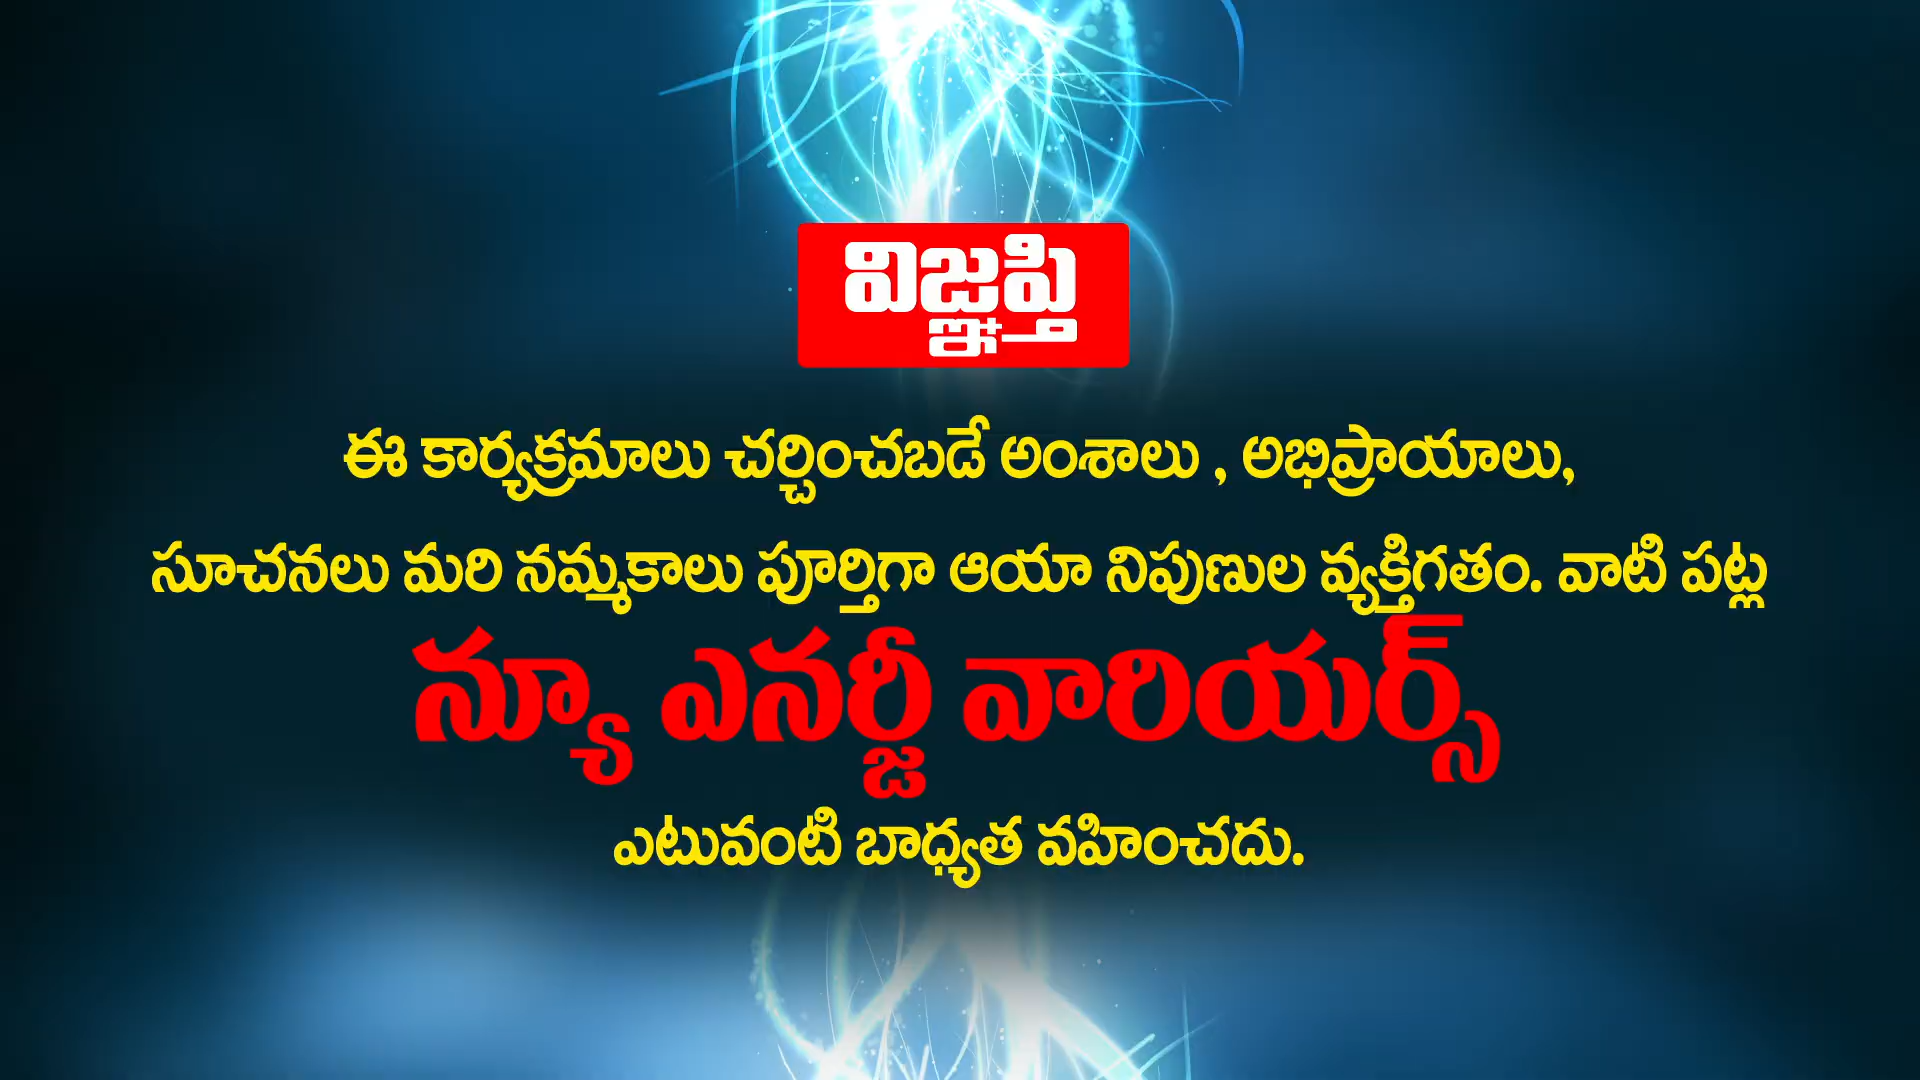 విజ్ఞప్తి
ఈ కార్యక్రమాలు చర్చించబడే అంశాలు , అభిప్రాయాలు,
సూచనలు మరి నమ్మకాలు పూర్తిగా ఆయా నిపుణుల వ్యక్తిగతం. వాటి పట్ల
న్యూ ఎనర్జీ వారియర్స్
ఎటువంటి బాధ్యత వహించదు.